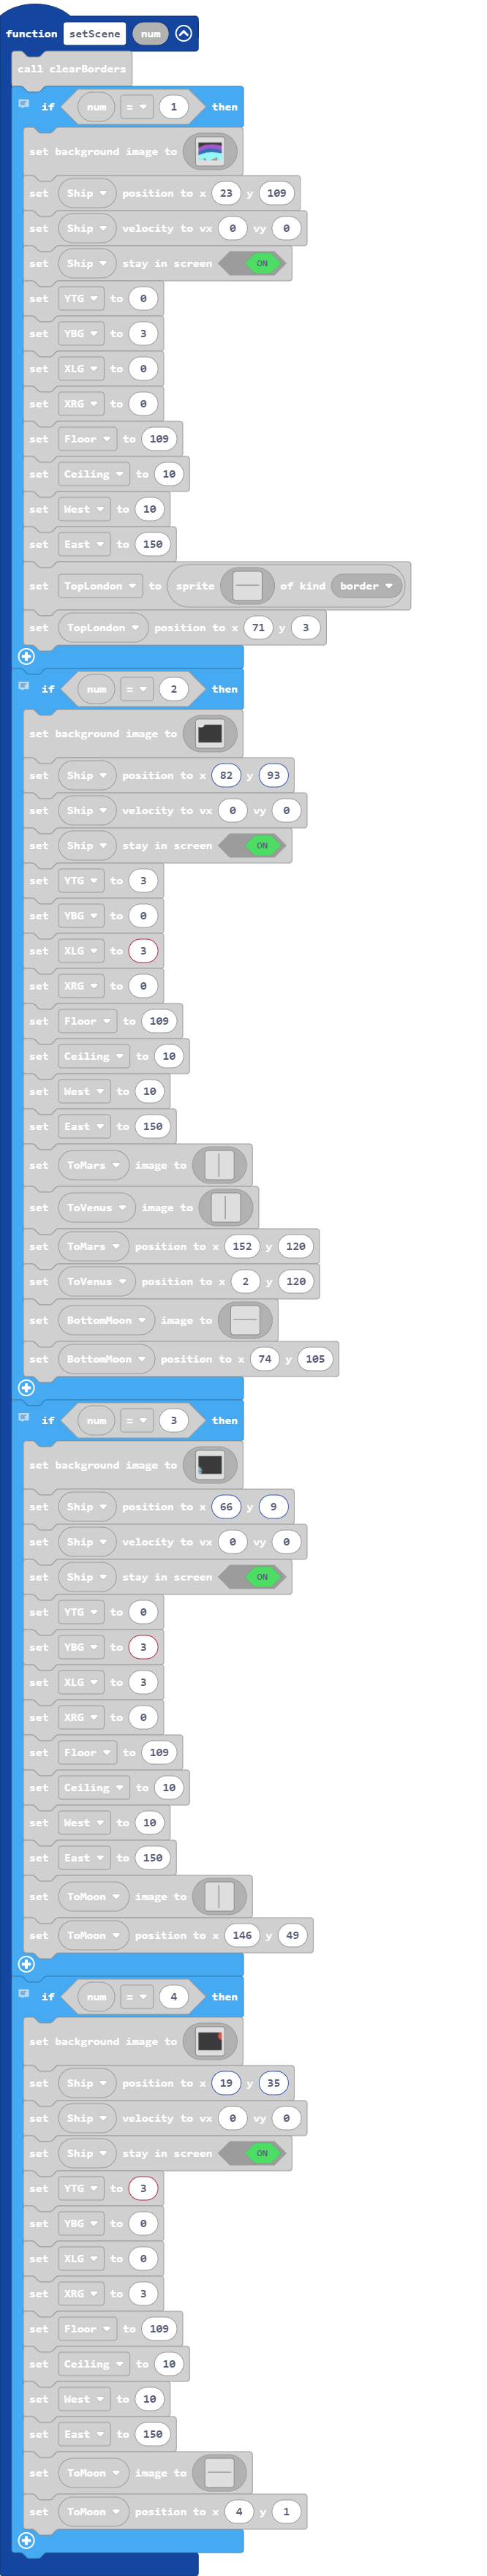 function setScene num
call clearBorders
if num = 1 then
set background image to
set Ship position to x 23 y 109
set Ship velocity to vx 0 vy 0
set Ship stay in screen ON
set YTG to 0
set YBG to 3
set XLG to 0
set XRG to 0
set Floor to 109
set Ceiling to 10
set West to 10
set East to 150
set TopLondon to sprite of kind border
set TopLondon position to x 71 y 3
if num = 2 then
set background image to
set Ship position to x 82 y 93
set Ship velocity to vx 0 vy 0
set Ship stay in screen ON
set YTG to 3
set YBG to 0
set XLG to 3
set XRG to 0
set Floor to 109
set Ceiling to 10
set West to 10
set East to 150
set ToMars image to
set ToVenus image to
set ToMars position to x 152 y 120
set ToVenus position to x 2 y 120
set BottomMoon image to
set BottomMoon position to x 74 y 105
if num = 3 then
set background image to
set Ship position to x 66 y 9
set Ship velocity to vx 0 vy 0
set Ship stay in screen ON
set YTG to 0
set YBG to 3
set XLG to 3
set XRG to 0
set Floor to 109
set Ceiling to 10
set West to 10
set East to 150
set ToMoon image to
set ToMoon position to x 146 y 49
if num = 4 then
set background image to
set Ship position to x 19 y 35
set Ship velocity to vx 0 vy 0
set Ship stay in screen ON
set YTG to 3
set YBG to 0
set XLG to 0
set XRG to 3
set Floor to 109
set Ceiling to 10
set West to 10
set East to 150
set ToMoon image to
set ToMoon position to x 4 y 1